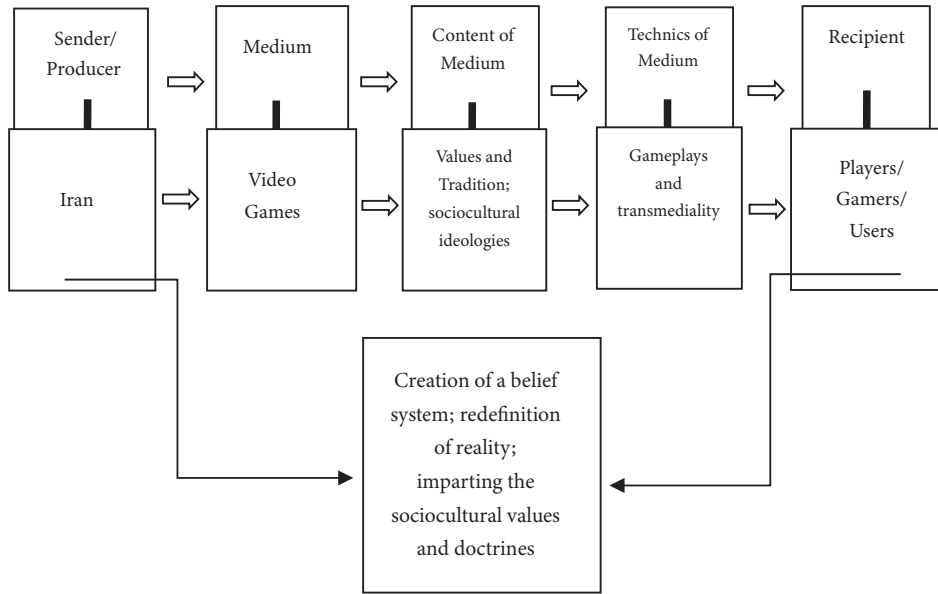 Sender/
Producer
Medium
Content of
Medium
Technics of
Medium
Recipient
Iran
Video
Games
Values and
Tradition;
sociocultural
ideologies
Gameplays
and
transmediality
Players/
Gamers/
Users
Creation of a belief
system; redefinition
of reality;
imparting the
sociocultural values
and doctrines